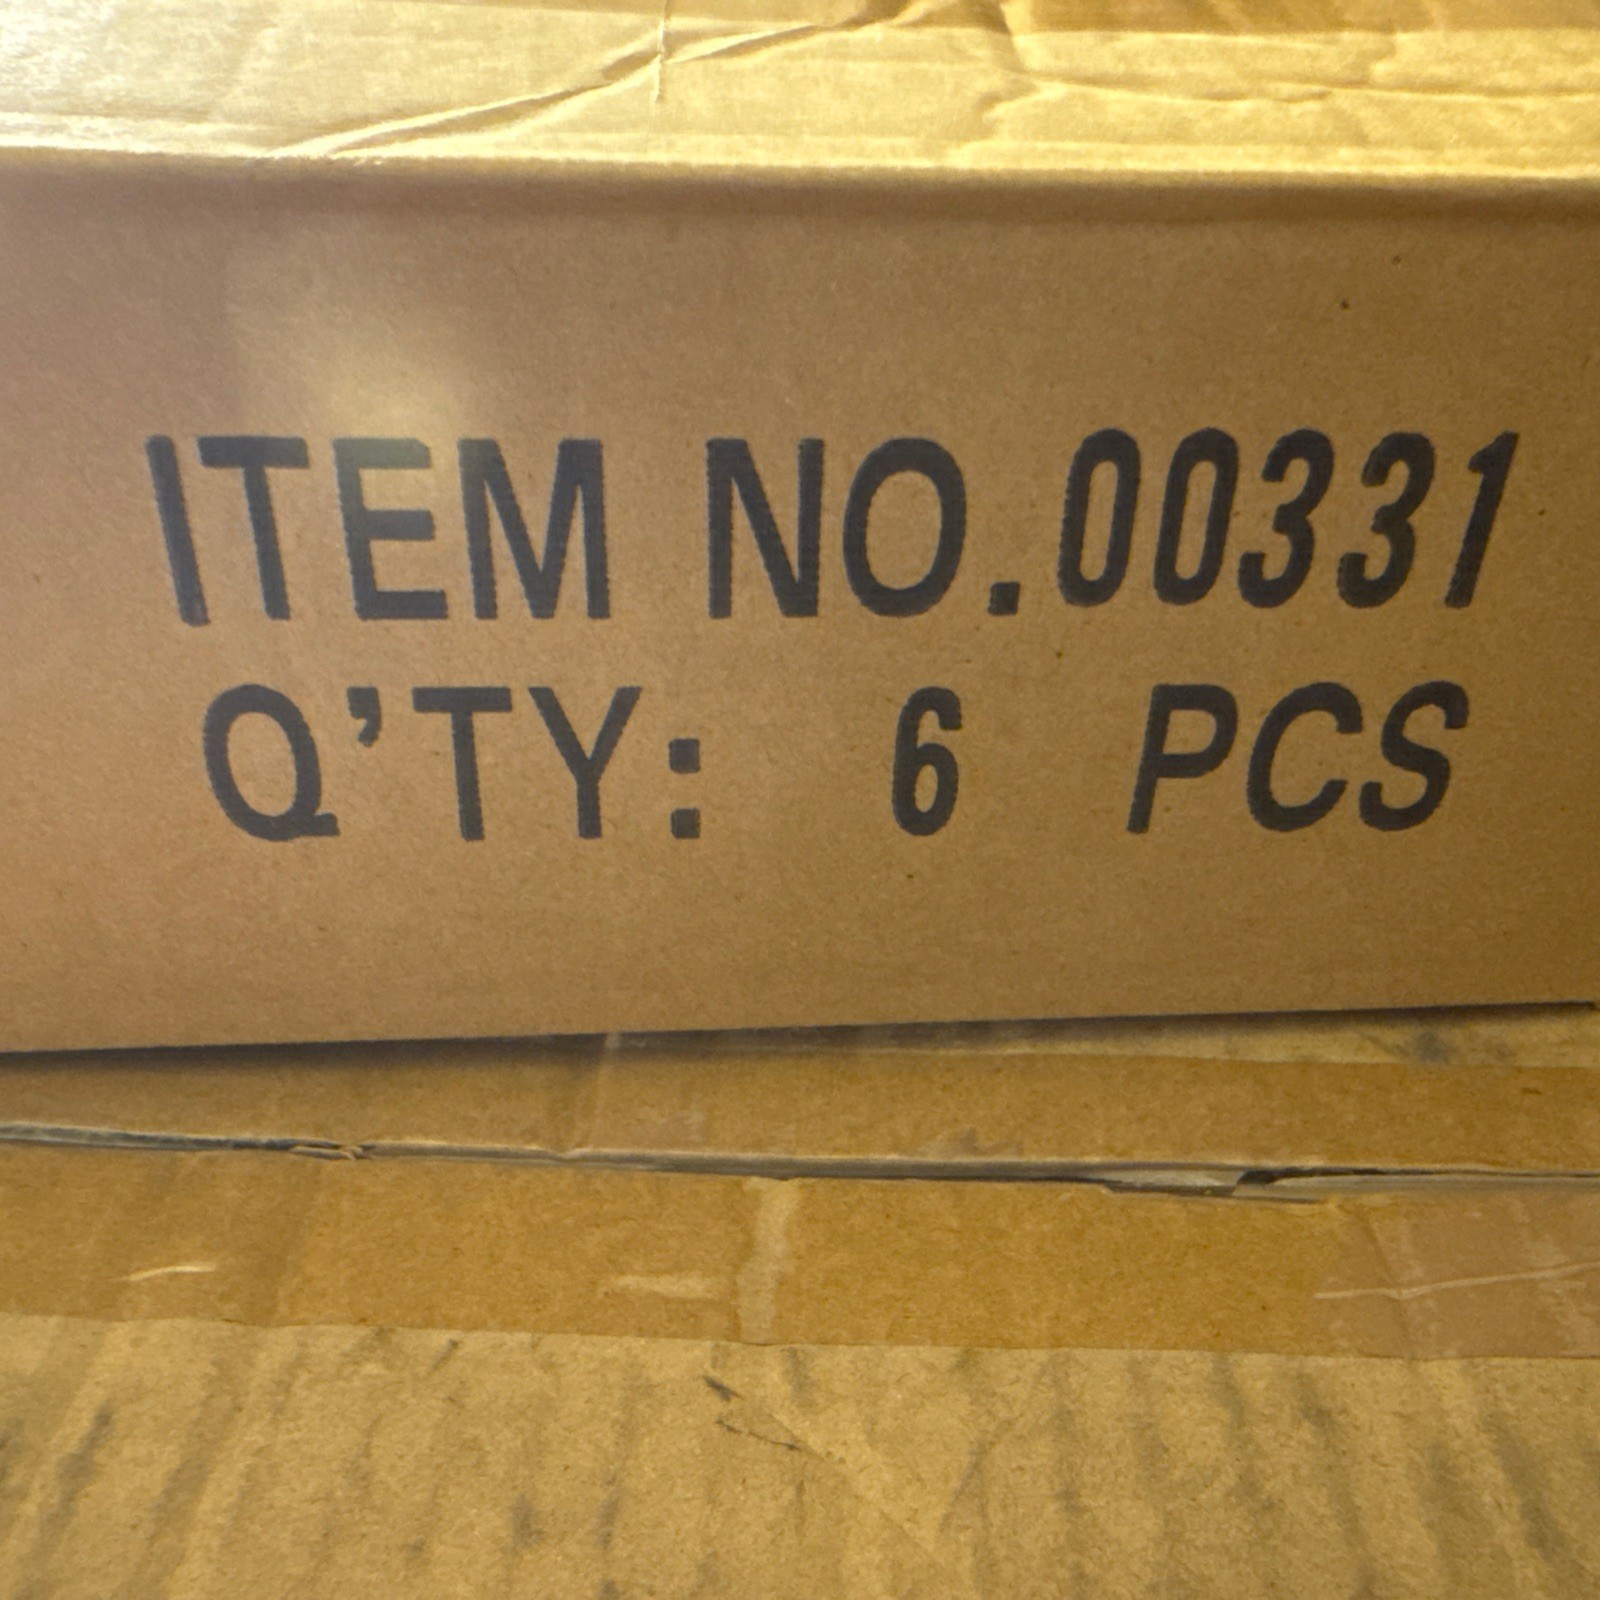 ITEM NO.00331
Q'TY: 6 PCS